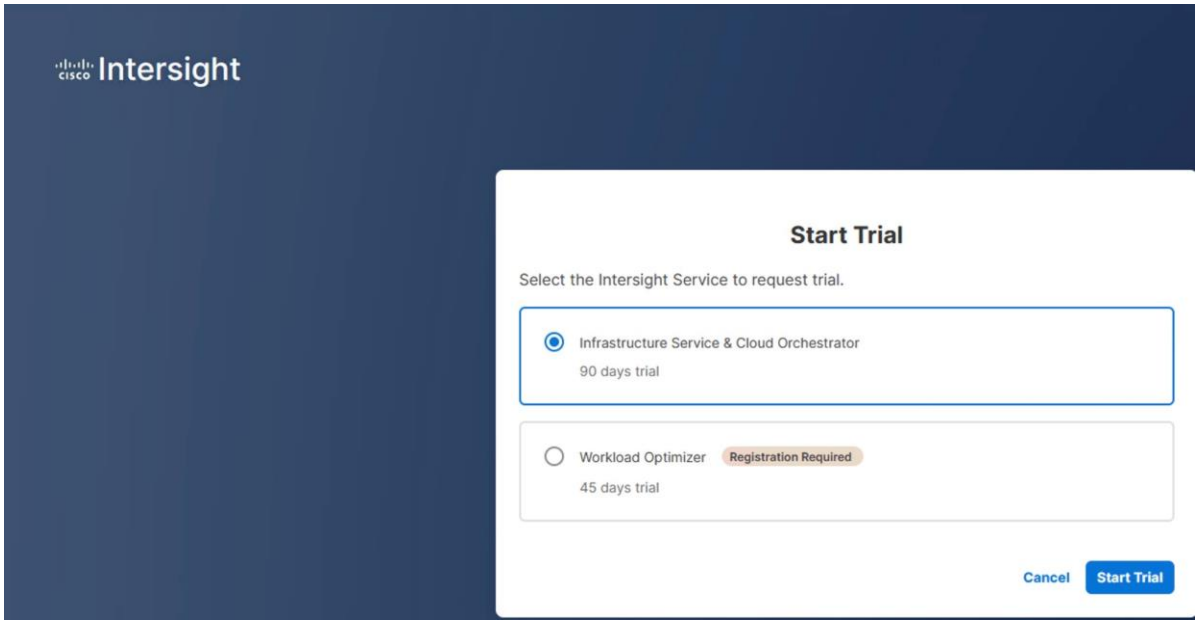 cisco Intersight
Start Trial
Select the Intersight Service to request trial.
Infrastructure Service & Cloud Orchestrator
90 days trial
Workload Optimizer Registration Required
45 days trial
Cancel Start Trial